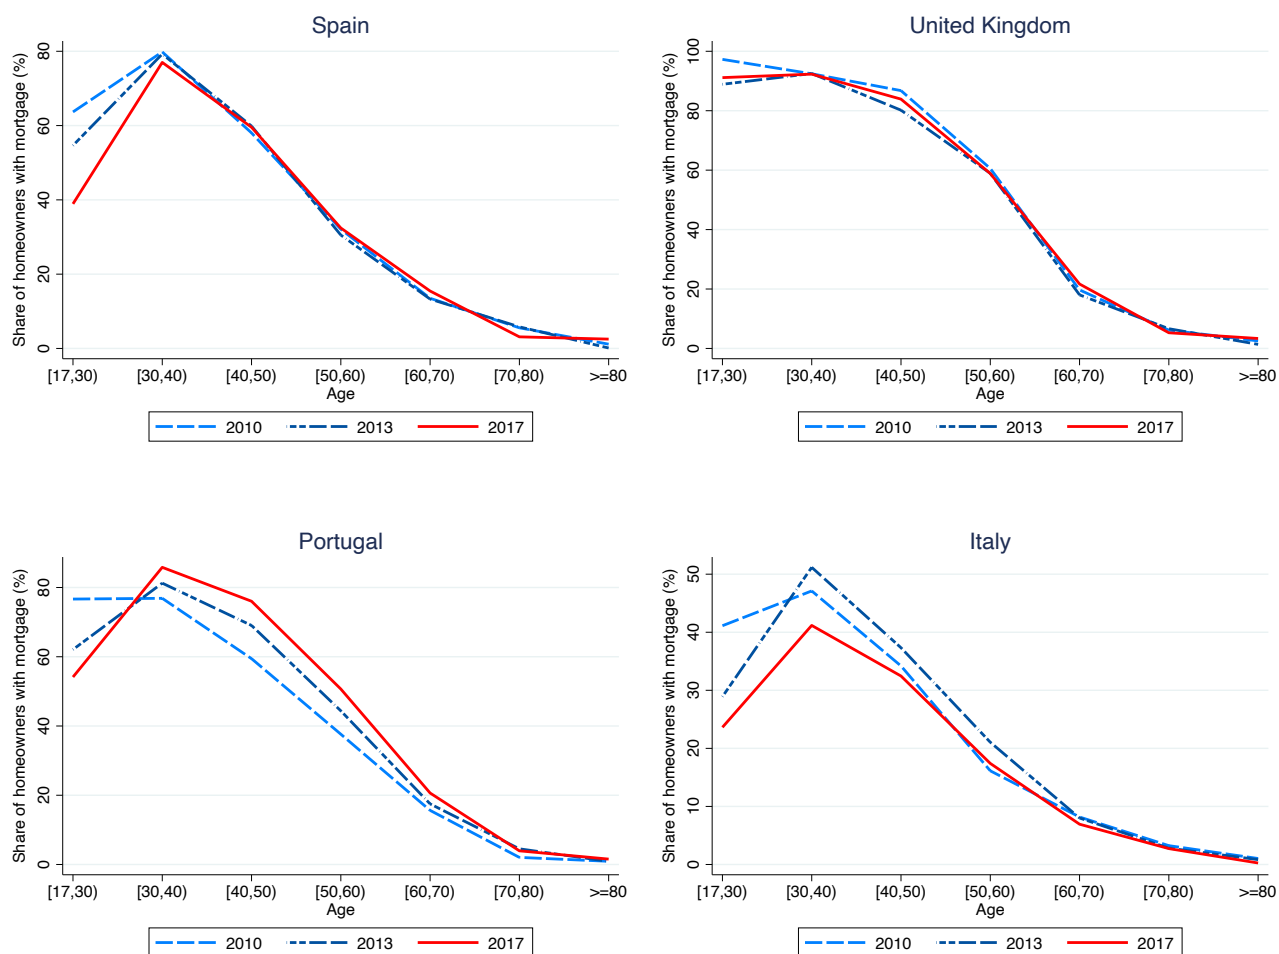 Spain
Share of homeowners with mortgage (%)
80
60
40
20
0
[17,30) [30,40) [40,50) [50,60) [60,70) [70,80) >=80
Age
2010 2013 2017
United Kingdom
Share of homeowners with mortgage (%)
100
80
60
40
20
0
[17,30) [30,40) [40,50) [50,60) [60,70) [70,80) >=80
Age
2010 2013 2017
Portugal
Share of homeowners with mortgage (%)
80
60
40
20
0
[17,30) [30,40) [40,50) [50,60) [60,70) [70,80) >=80
Age
2010 2013 2017
Italy
Share of homeowners with mortgage (%)
50
40
30
20
10
0
[17,30) [30,40) [40,50) [50,60) [60,70) [70,80) >=80
Age
2010 2013 2017